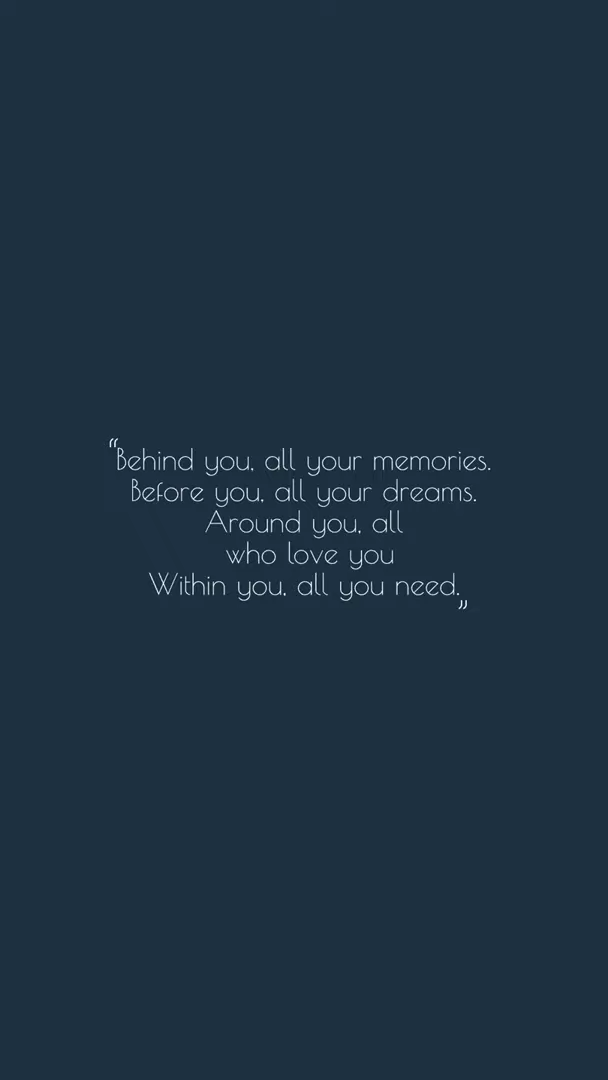 “Behind you, all your memories.
Before you, all your dreams.
Around you, all
who love you
Within you, all you need.”